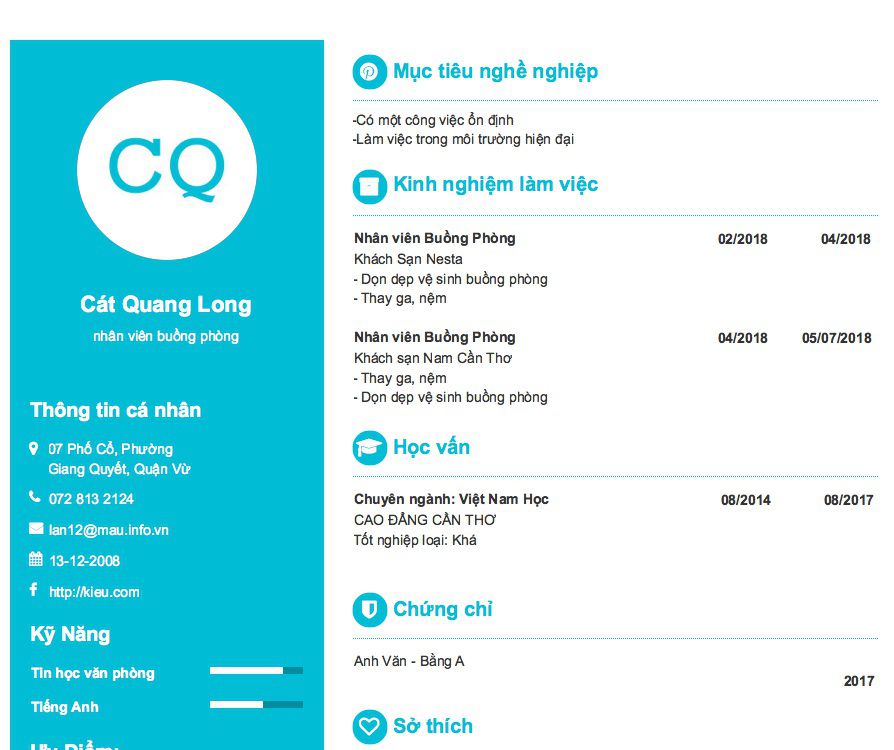 CQ
Cát Quang Long
nhân viên buồng phòng
Thông tin cá nhân
07 Phố Cổ, Phường
Giang Quyết, Quận Vừ
072 813 2124
lan12@mau.info.vn
13-12-2008
http://kieu.com
Kỹ Năng
Tin học văn phòng
Tiếng Anh
Ưu Điểm:
Mục tiêu nghề nghiệp
-Có một công việc ổn định
-Làm việc trong môi trường hiện đại
Kinh nghiệm làm việc
Nhân viên Buồng Phòng 02/2018 04/2018
Khách Sạn Nesta
- Dọn dẹp vệ sinh buồng phòng
- Thay ga, nệm
Nhân viên Buồng Phòng 04/2018 05/07/2018
Khách sạn Nam Cần Thơ
- Thay ga, nệm
- Dọn dẹp vệ sinh buồng phòng
Học vấn
Chuyên ngành: Việt Nam Học 08/2014 08/2017
CAO ĐẲNG CẦN THƠ
Tốt nghiệp loại: Khá
Chứng chỉ
Anh Văn - Bằng A
2017
Sở thích